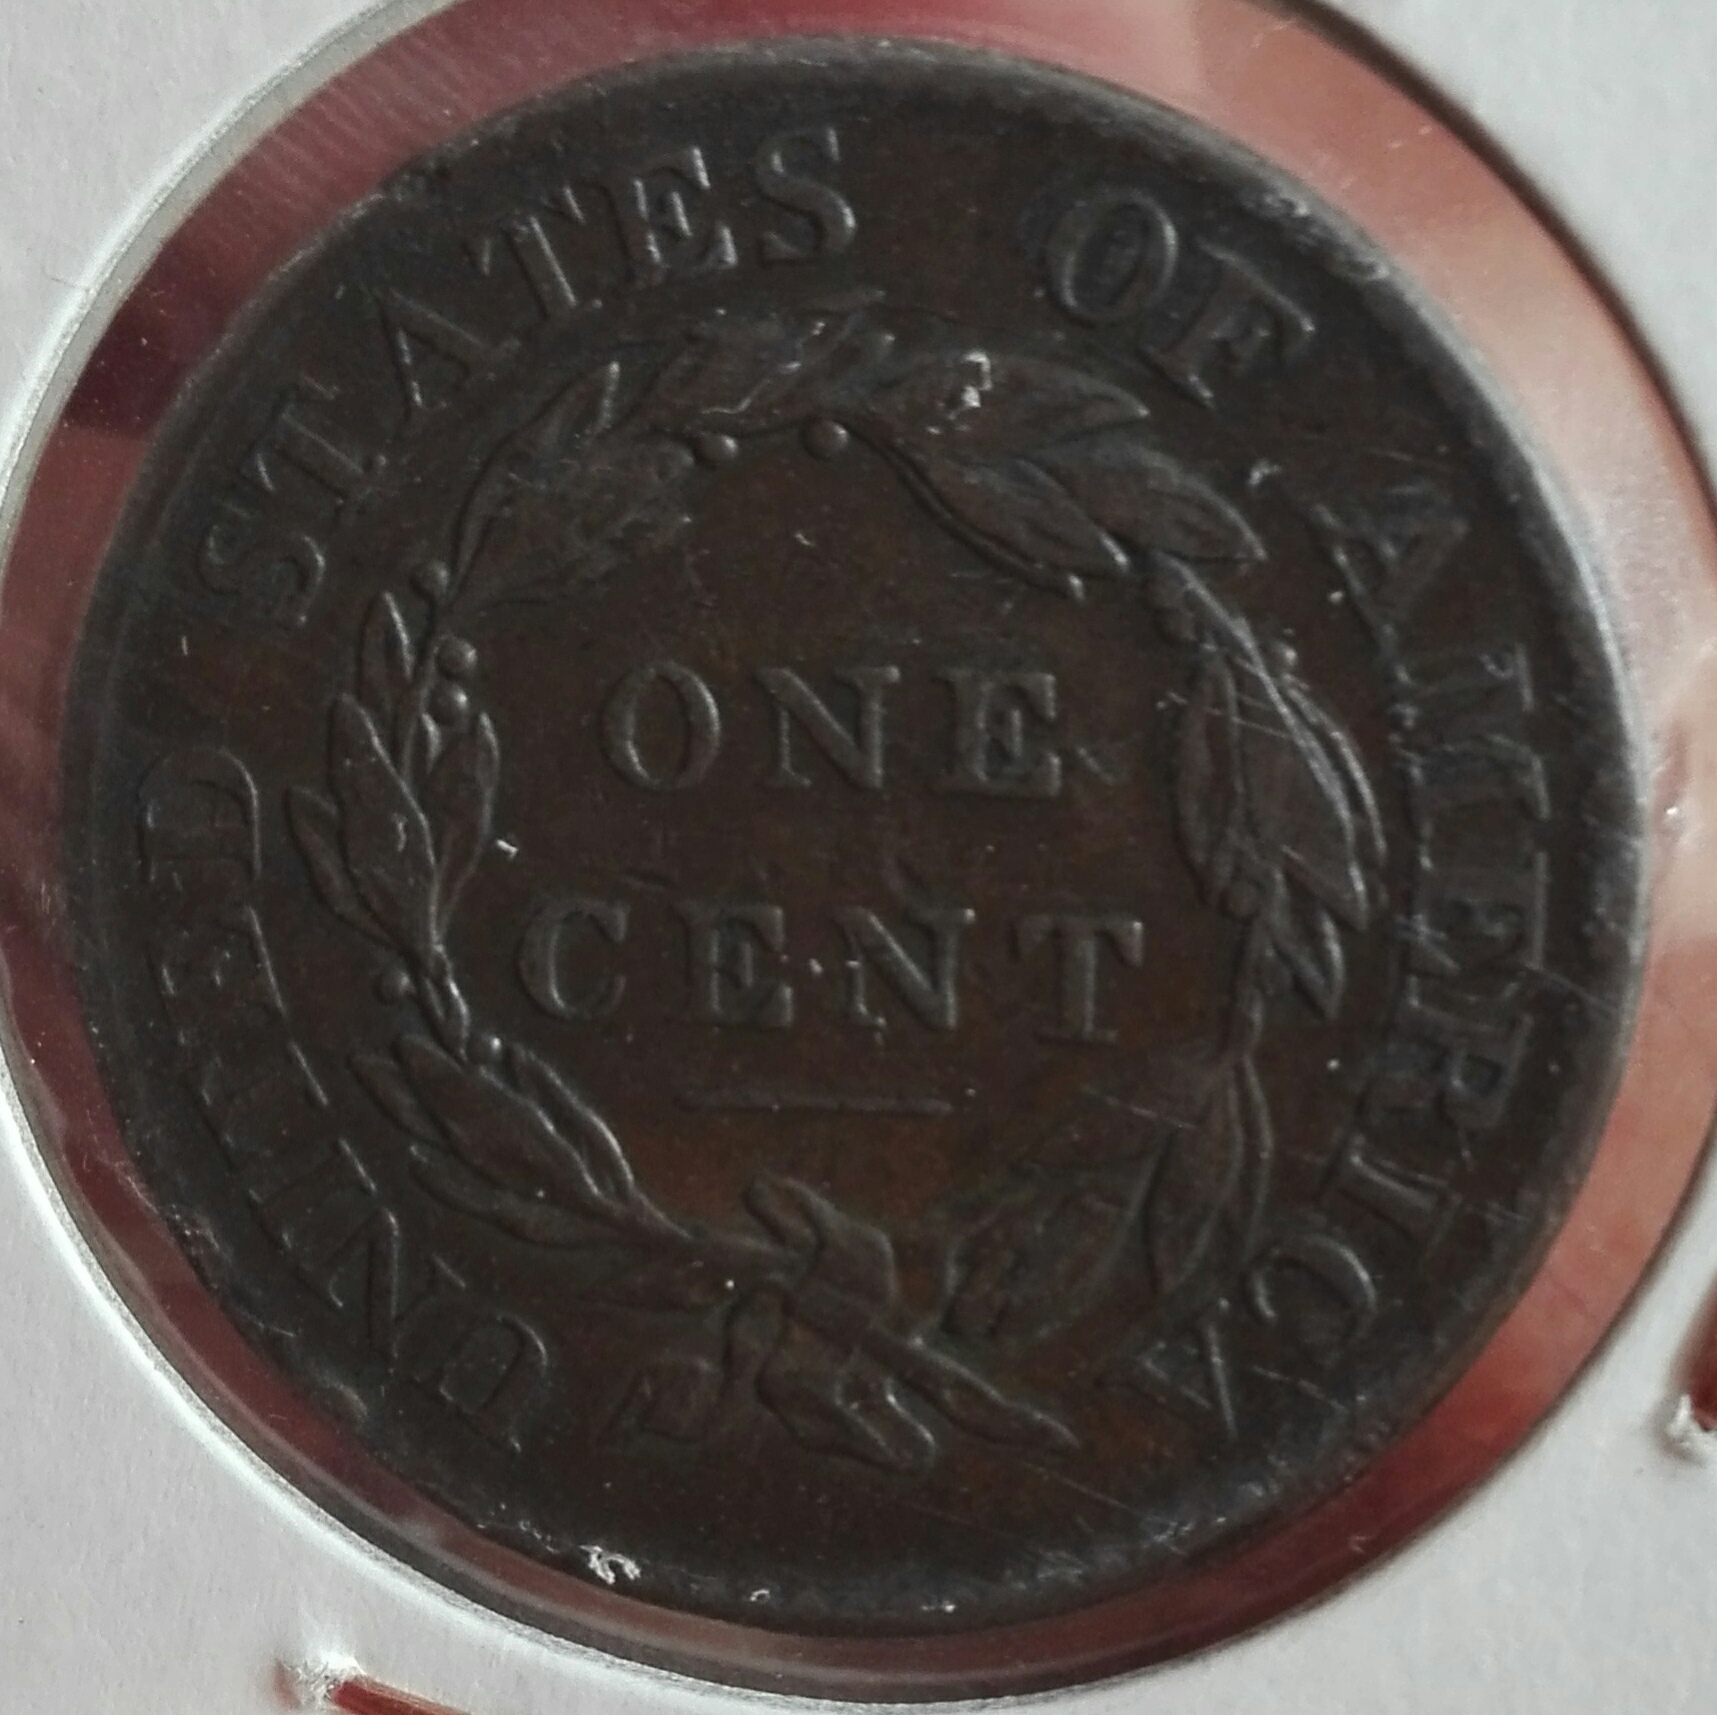 UNITED STATES OF AMERICA
ONE
CENT